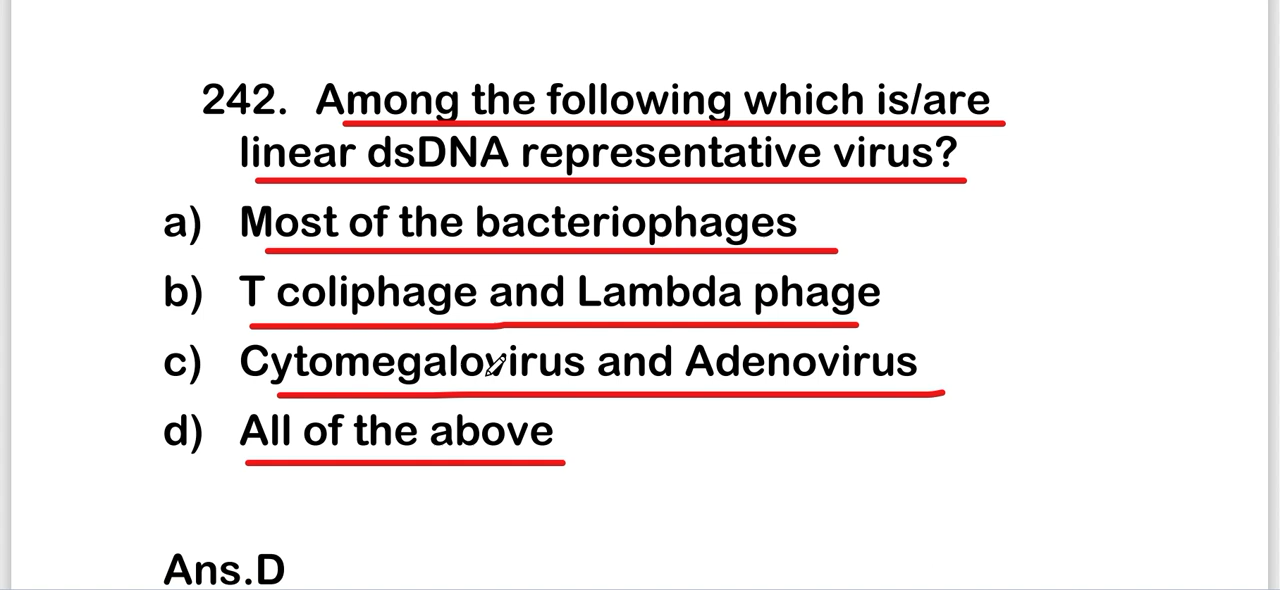 242. Among the following which is/are
linear dsDNA representative virus?
a) Most of the bacteriophages
b) T coliphage and Lambda phage
c) Cytomegalovirus and Adenovirus
d) All of the above
Ans.D